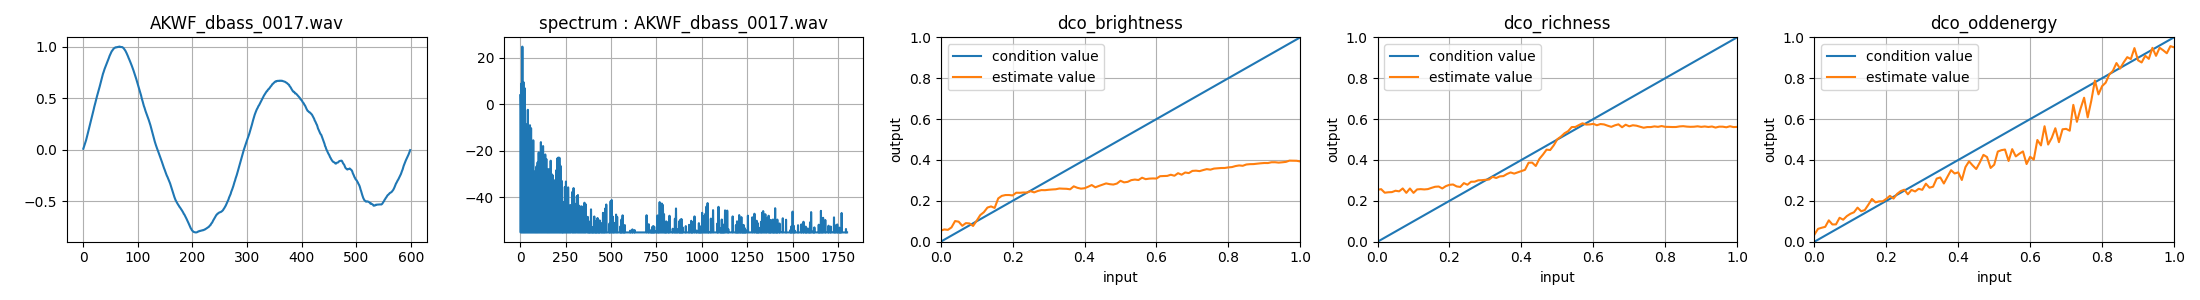 AKWF_dbass_0017.wav
1.0
0.5
0.0
−0.5
0 100 200 300 400 500 600
spectrum : AKWF_dbass_0017.wav
20
0
−20
−40
0 250 500 750 1000 1250 1500 1750
dco_brightness
condition value
estimate value
output
1.0
0.8
0.6
0.4
0.2
0.0
0.0 0.2 0.4 0.6 0.8 1.0
input
dco_richness
condition value
estimate value
output
1.0
0.8
0.6
0.4
0.2
0.0
0.0 0.2 0.4 0.6 0.8 1.0
input
dco_oddenergy
condition value
estimate value
output
1.0
0.8
0.6
0.4
0.2
0.0
0.0 0.2 0.4 0.6 0.8 1.0
input